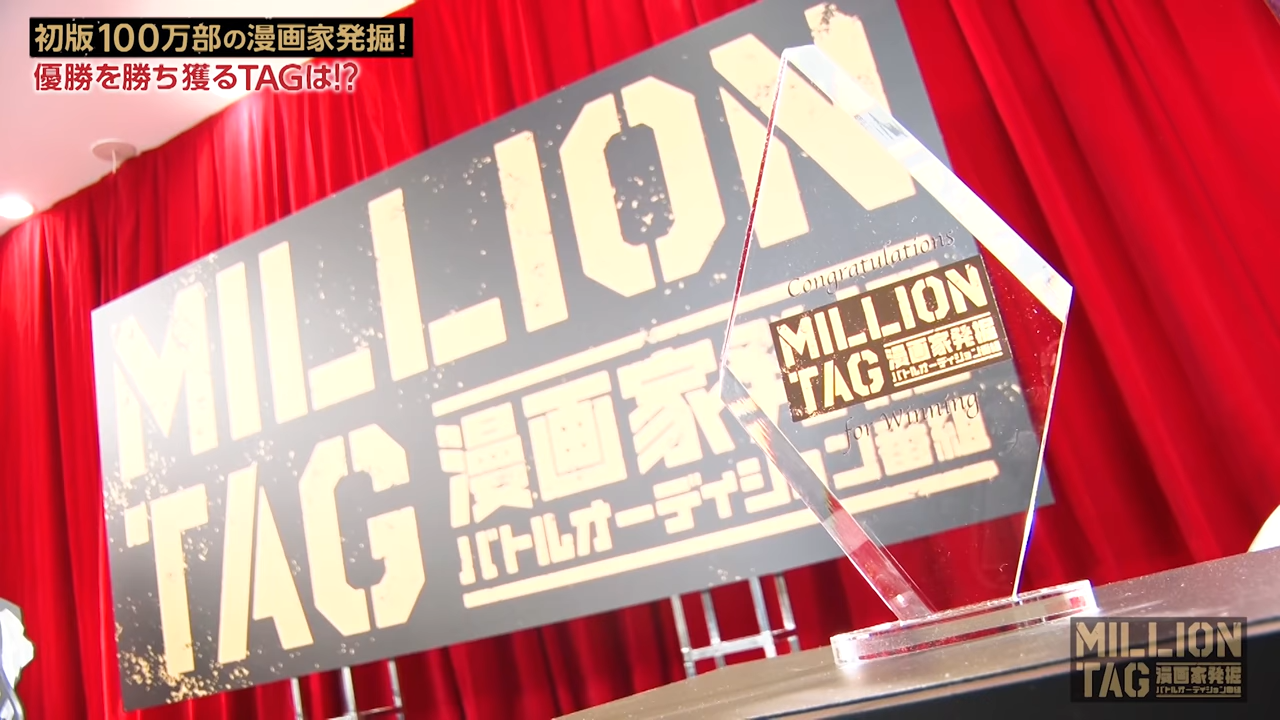 初版100万部の漫画家発掘!
優勝を勝ち獲るTAGは!?
MILLION
TAG
漫画家
バトルオーディション番組
Congratulations
MILLION
TAG
漫画家発掘
バトルオーディション番組
for Winning
MILLION
TAG
漫画家発掘
バトルオーディション番組